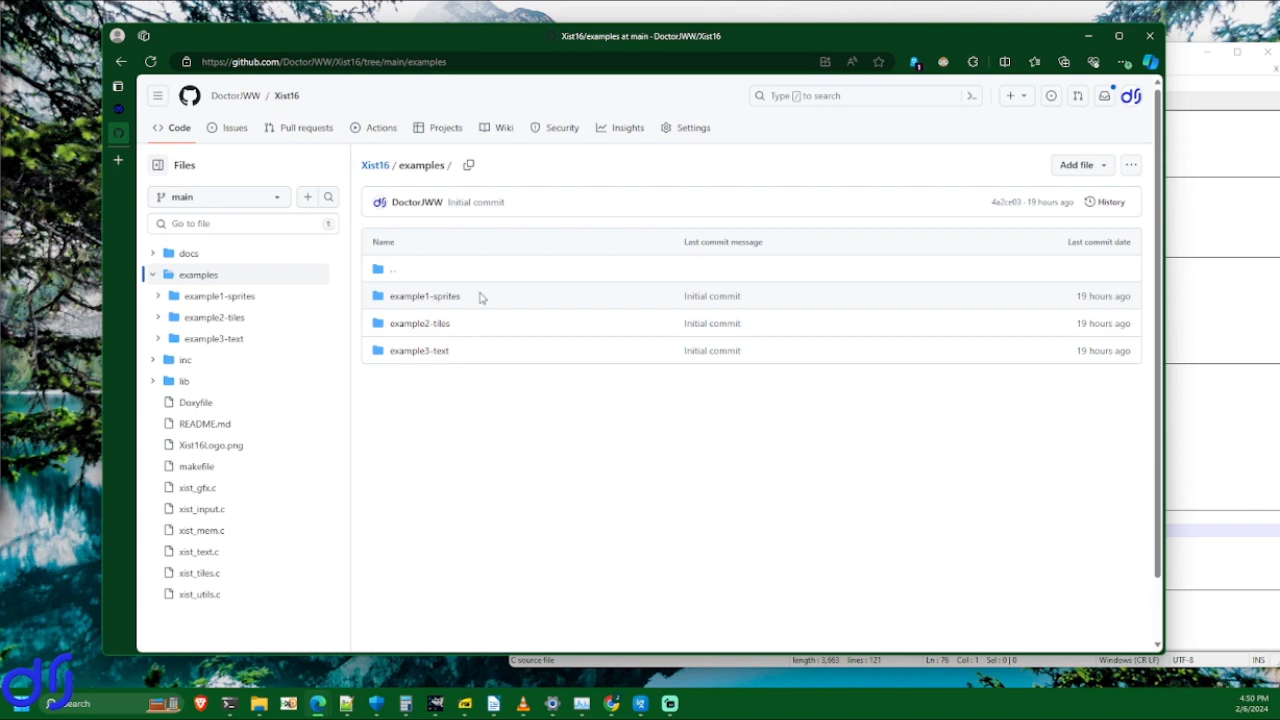 Xist16/examples at main - DoctorJWW/Xist16
https://github.com/DoctorJWW/Xist16/tree/main/examples
1
DoctorJWW / Xist16
Type / to search
Code Issues Pull requests Actions Projects Wiki Security Insights Settings
Files
Xist16 / examples /
Add file
main
DoctorJWW Initial commit
4a2ce03 · 19 hours ago History
Go to file t
Name Last commit message Last commit date
docs
..
examples
example1-sprites
example2-tiles
example3-text
example1-sprites Initial commit 19 hours ago
example2-tiles Initial commit 19 hours ago
example3-text Initial commit 19 hours ago
inc
lib
Doxyfile
README.md
Xist16Logo.png
makefile
xist_gfx.c
xist_input.c
xist_mem.c
xist_text.c
xist_tiles.c
xist_utils.c
C source file length : 3,663 lines : 121 Ln : 76 Col : 1 Sel : 0 | 0 Windows (CR LF) UTF-8 INS
4:50 PM
2/6/2024